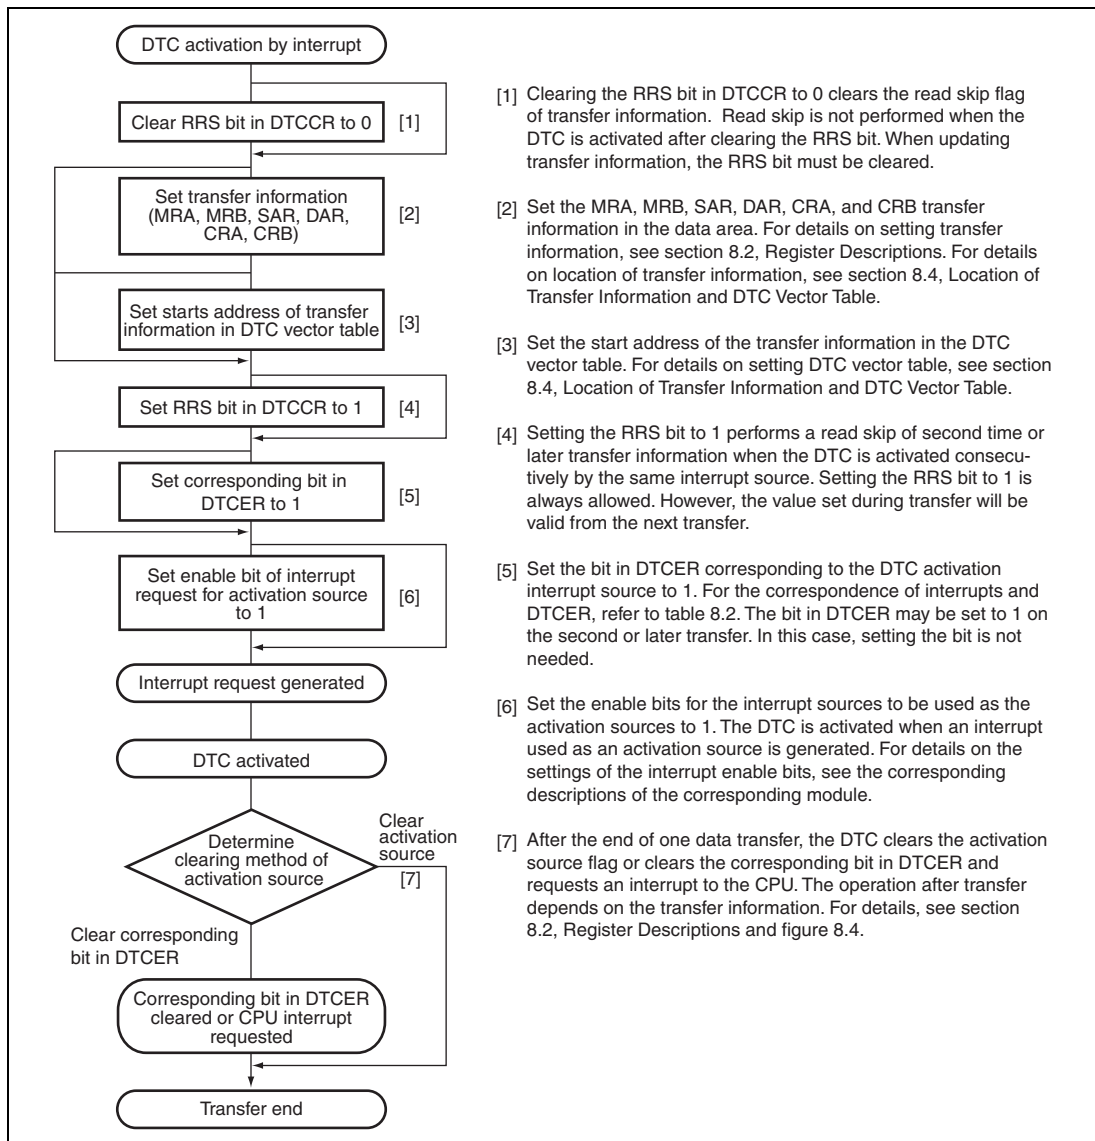 DTC activation by interrupt
Clear RRS bit in DTCCR to 0
[1]
Set transfer information
(MRA, MRB, SAR, DAR,
CRA, CRB)
[2]
Set starts address of transfer
information in DTC vector table
[3]
Set RRS bit in DTCCR to 1
[4]
Set corresponding bit in
DTCER to 1
[5]
Set enable bit of interrupt
request for activation source
to 1
[6]
Interrupt request generated
DTC activated
Determine
clearing method of
activation source
Clear
activation
source
[7]
Clear corresponding
bit in DTCER
Corresponding bit in DTCER
cleared or CPU interrupt
requested
Transfer end
[1] Clearing the RRS bit in DTCCR to 0 clears the read skip flag
of transfer information. Read skip is not performed when the
DTC is activated after clearing the RRS bit. When updating
transfer information, the RRS bit must be cleared.
[2] Set the MRA, MRB, SAR, DAR, CRA, and CRB transfer
information in the data area. For details on setting transfer
information, see section 8.2, Register Descriptions. For details
on location of transfer information, see section 8.4, Location of
Transfer Information and DTC Vector Table.
[3] Set the start address of the transfer information in the DTC
vector table. For details on setting DTC vector table, see section
8.4, Location of Transfer Information and DTC Vector Table.
[4] Setting the RRS bit to 1 performs a read skip of second time or
later transfer information when the DTC is activated consecu-
tively by the same interrupt source. Setting the RRS bit to 1 is
always allowed. However, the value set during transfer will be
valid from the next transfer.
[5] Set the bit in DTCER corresponding to the DTC activation
interrupt source to 1. For the correspondence of interrupts and
DTCER, refer to table 8.2. The bit in DTCER may be set to 1 on
the second or later transfer. In this case, setting the bit is not
needed.
[6] Set the enable bits for the interrupt sources to be used as the
activation sources to 1. The DTC is activated when an interrupt
used as an activation source is generated. For details on the
settings of the interrupt enable bits, see the corresponding
descriptions of the corresponding module.
[7] After the end of one data transfer, the DTC clears the activation
source flag or clears the corresponding bit in DTCER and
requests an interrupt to the CPU. The operation after transfer
depends on the transfer information. For details, see section
8.2, Register Descriptions and figure 8.4.